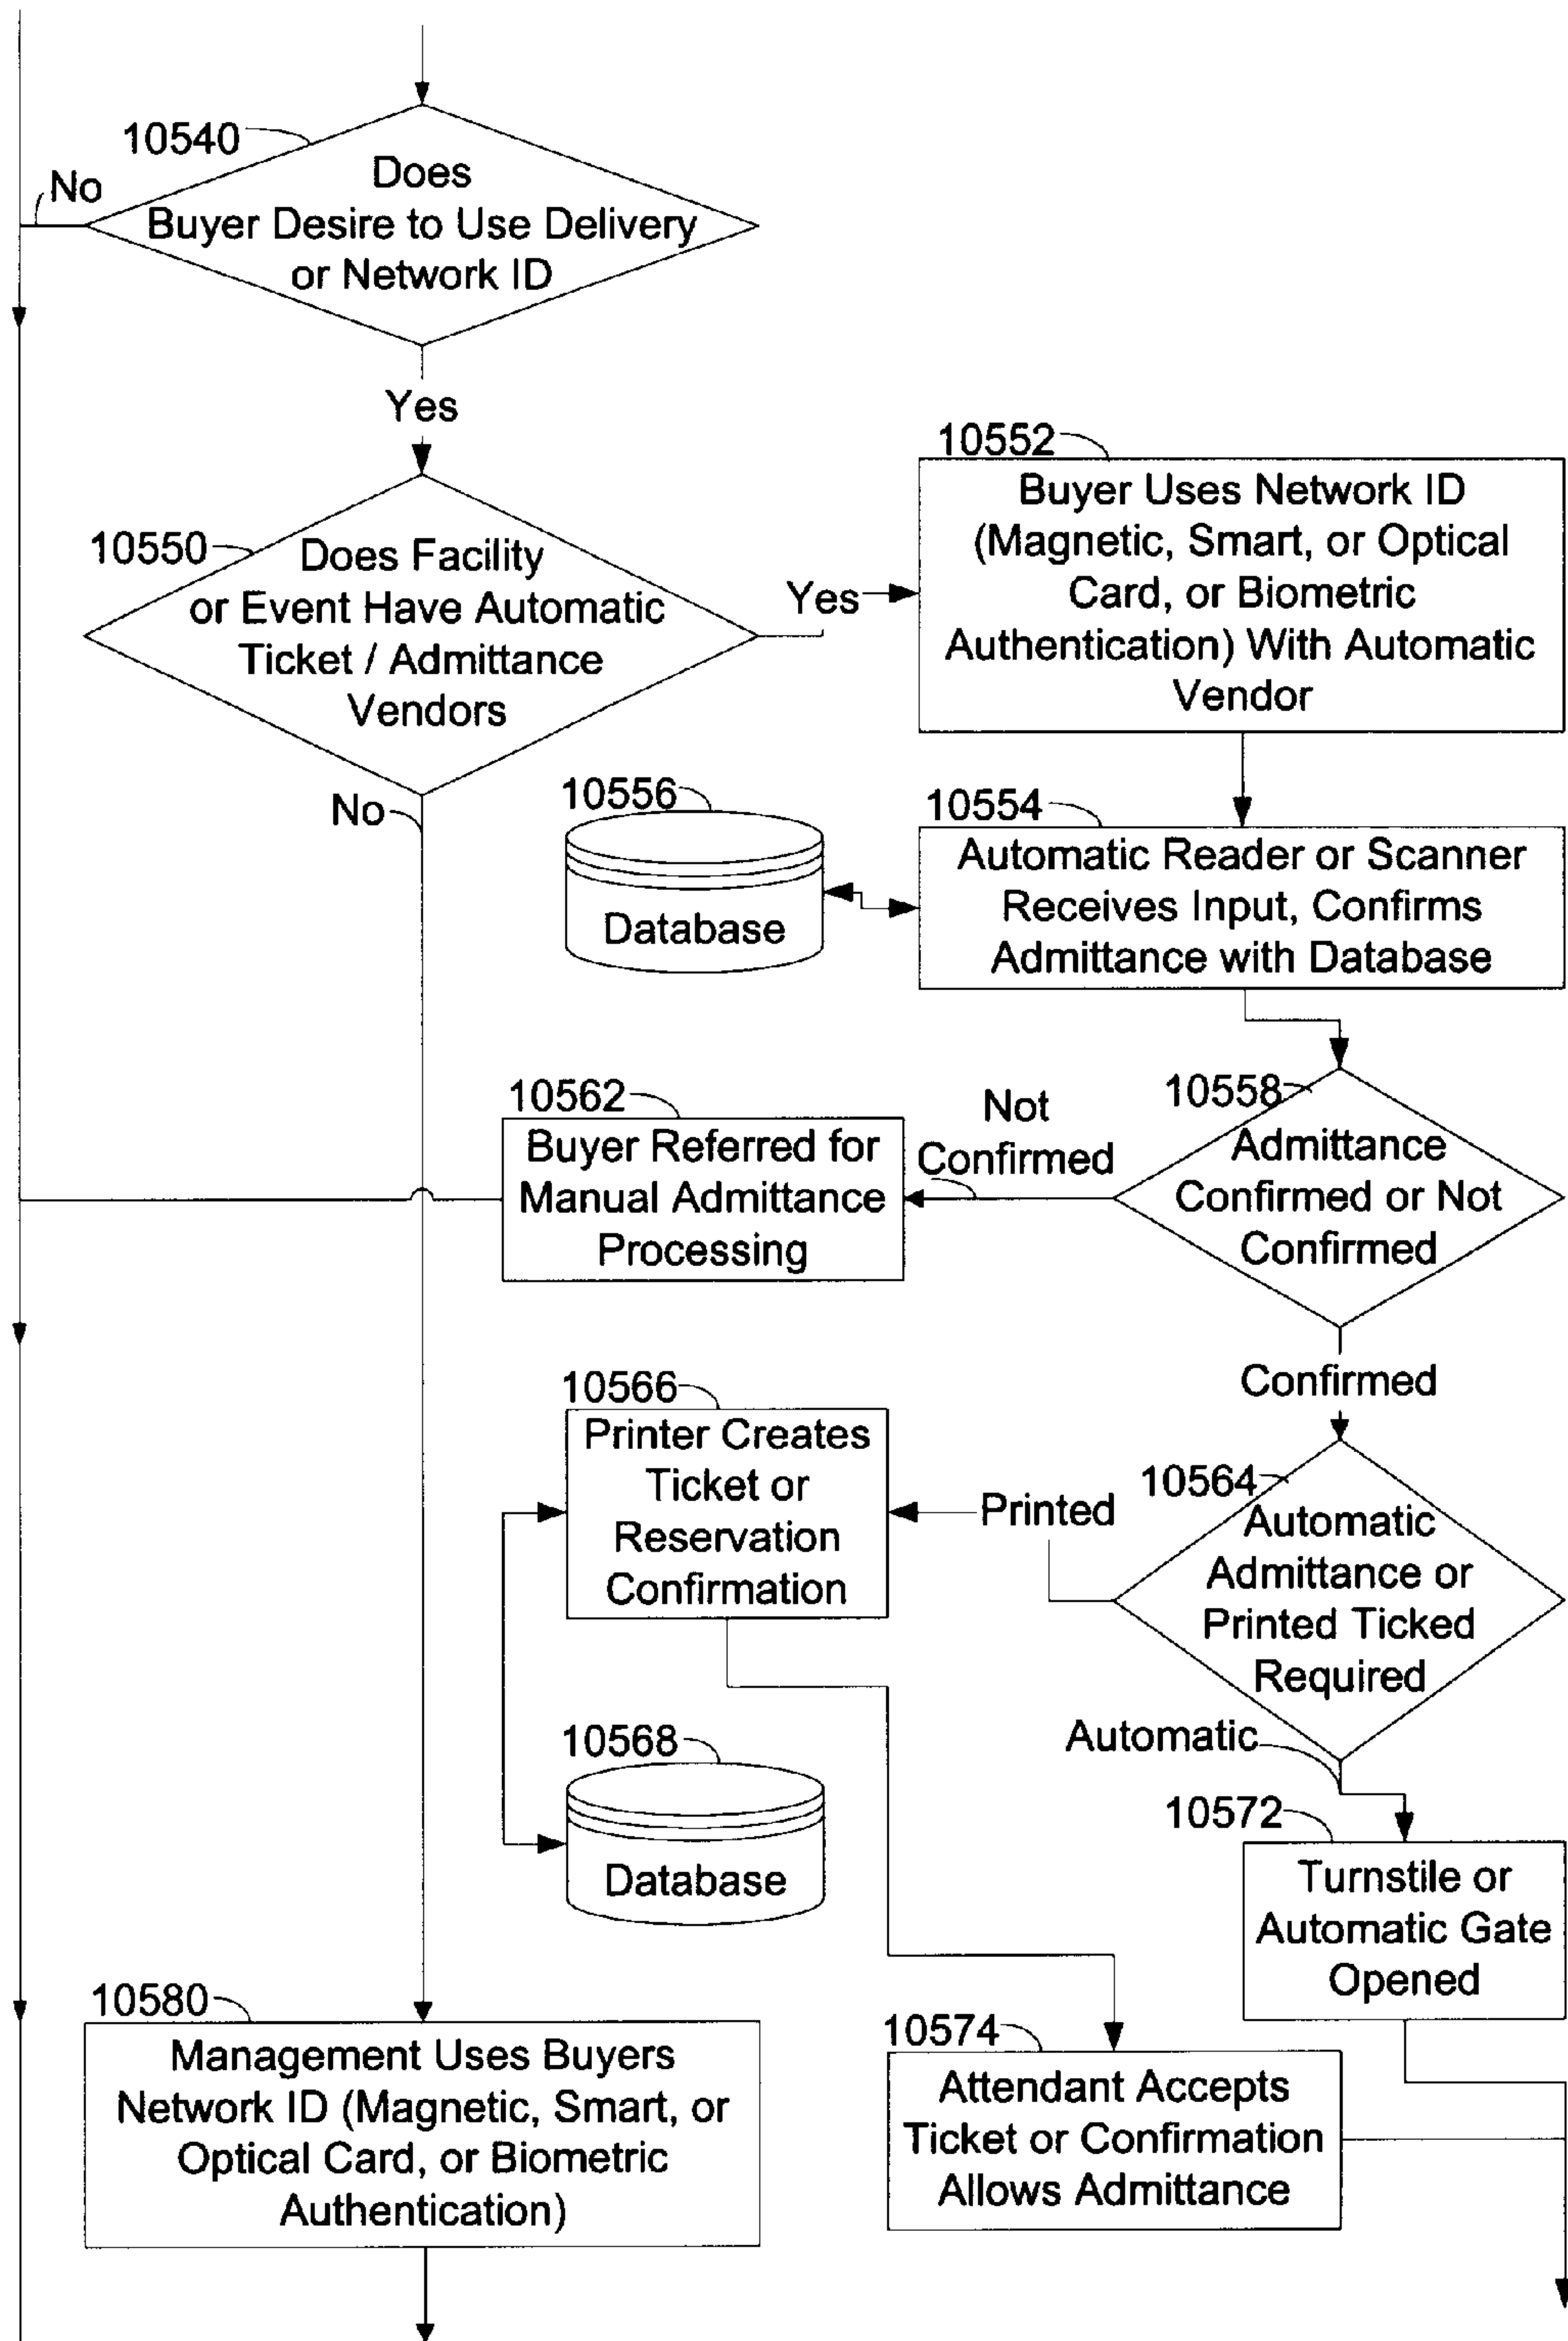 10540
No
Does
Buyer Desire to Use Delivery
or Network ID
Yes
10550
Does Facility
or Event Have Automatic
Ticket / Admittance
Vendors
Yes
No
10552
Buyer Uses Network ID
(Magnetic, Smart, or Optical
Card, or Biometric
Authentication) With Automatic
Vendor
10556
Database
10554
Automatic Reader or Scanner
Receives Input, Confirms
Admittance with Database
10558
Admittance
Confirmed or Not
Confirmed
Not
Confirmed
10562
Buyer Referred for
Manual Admittance
Processing
Confirmed
10564
Automatic
Admittance or
Printed Ticked
Required
Printed
10566
Printer Creates
Ticket or
Reservation
Confirmation
10568
Database
Automatic
10572
Turnstile or
Automatic Gate
Opened
10574
Attendant Accepts
Ticket or Confirmation
Allows Admittance
10580
Management Uses Buyers
Network ID (Magnetic, Smart, or
Optical Card, or Biometric
Authentication)